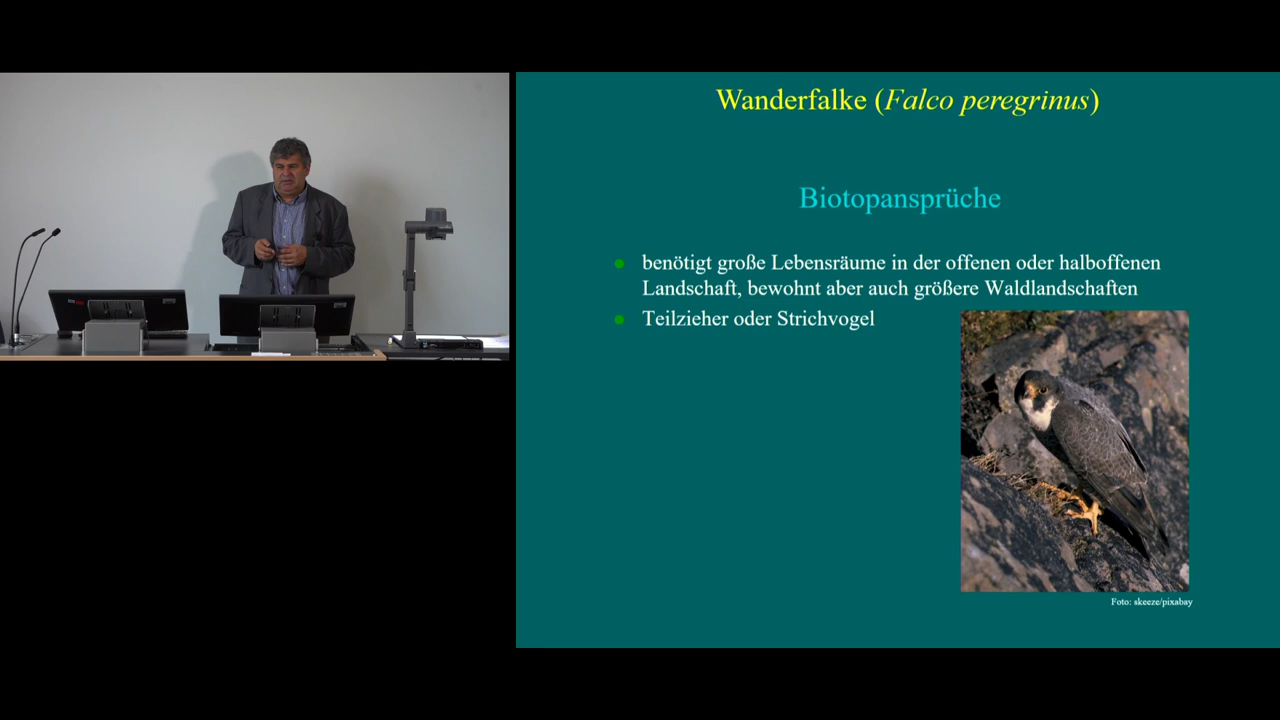 Wanderfalke (Falco peregrinus)
Biotopansprüche
benötigt große Lebensräume in der offenen oder halboffenen
Landschaft, bewohnt aber auch größere Waldlandschaften
Teilzieher oder Strichvogel
Foto: skeeze/pixabay